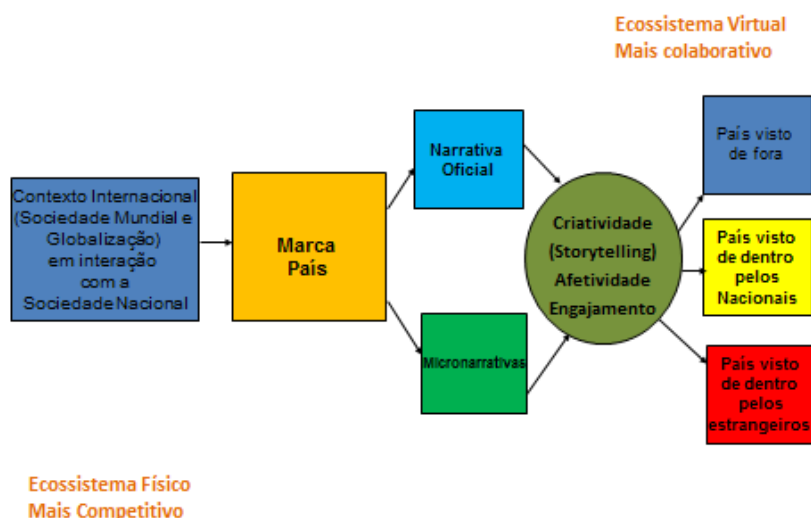 Ecossistema Virtual
Mais colaborativo
Contexto Internacional
(Sociedade Mundial e
Globalização)
em interação
com a
Sociedade Nacional
Marca
País
Narrativa
Oficial
Micronarrativas
Criatividade
(Storytelling)
Afetividade
Engajamento
País visto
de fora
País visto
de dentro
pelos
Nacionais
País visto
de dentro
pelos
estrangeiros
Ecossistema Físico
Mais Competitivo